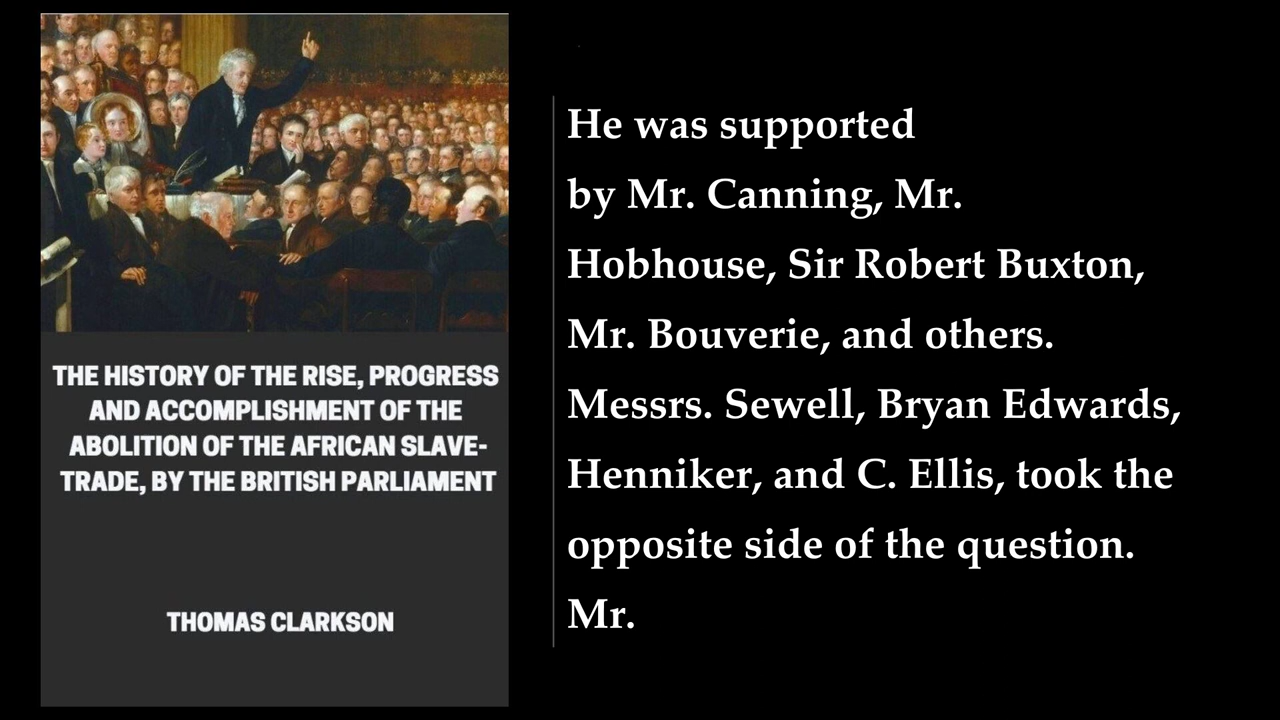 THE HISTORY OF THE RISE, PROGRESS
AND ACCOMPLISHMENT OF THE
ABOLITION OF THE AFRICAN SLAVE-
TRADE, BY THE BRITISH PARLIAMENT
THOMAS CLARKSON
He was supported
by Mr. Canning, Mr.
Hobhouse, Sir Robert Buxton,
Mr. Bouverie, and others.
Messrs. Sewell, Bryan Edwards,
Henniker, and C. Ellis, took the
opposite side of the question.
Mr.